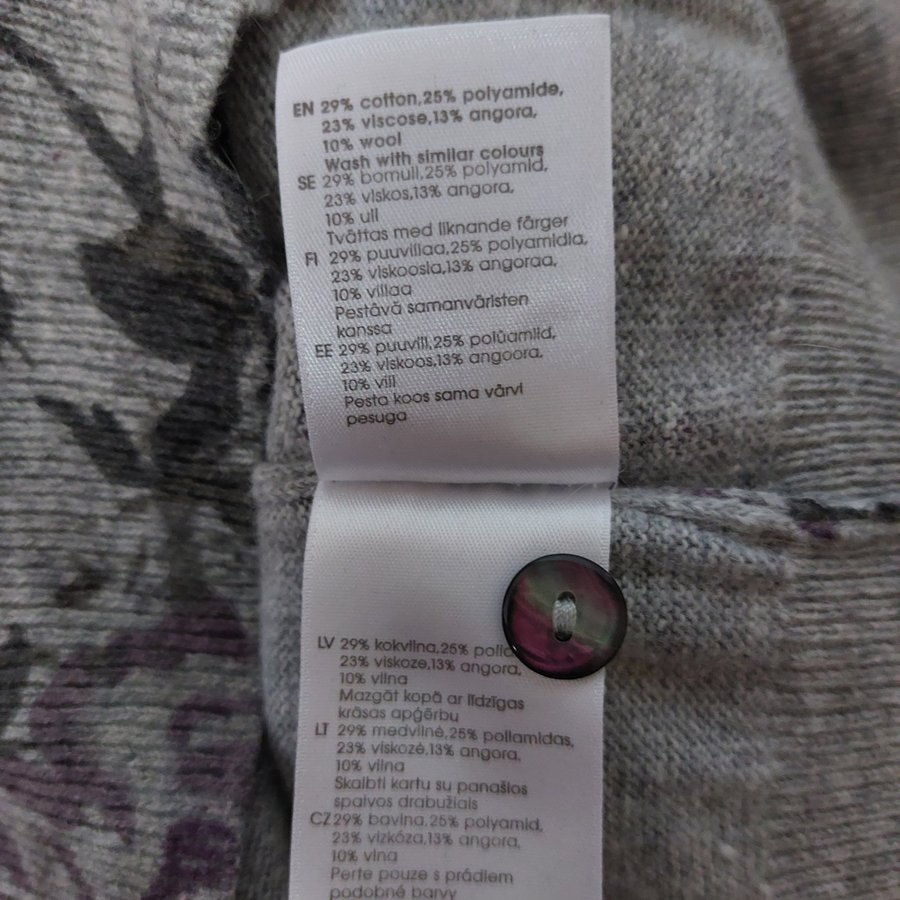 EN 29% cotton,25% polyamide,
23% viscose,13% angora,
10% wool
Wash with similar colours
SE 29% bomull,25% polyamid,
23% viskos,13% angora,
10% ull
Tvättas med liknande färger
FI 29% puuvillaa,25% polyamidia,
23% viskoosia,13% angoraa,
10% villaa
Pestävä samanväristen
kanssa
EE 29% puuvill,25% polüamiid,
23% viskoos,13% angoora,
10% vill
Pesta koos sama värvi
pesuga
LV 29% kokvilna,25%
23% viskoze,13% angora,
10% vilna
Mazgāt kopā ar līdzīgas
krāsas apģērbu
LT 29% medvilnė,25% poliamidas,
23% viskozė,13% angora,
10% vilna
Skalbti kartu su panašios
spalvos drabužiais
CZ 29% bavlna,25% polyamid,
23% vizkóza,13% angora,
10% vlna
Perte pouze s prádlem
podobné barvy